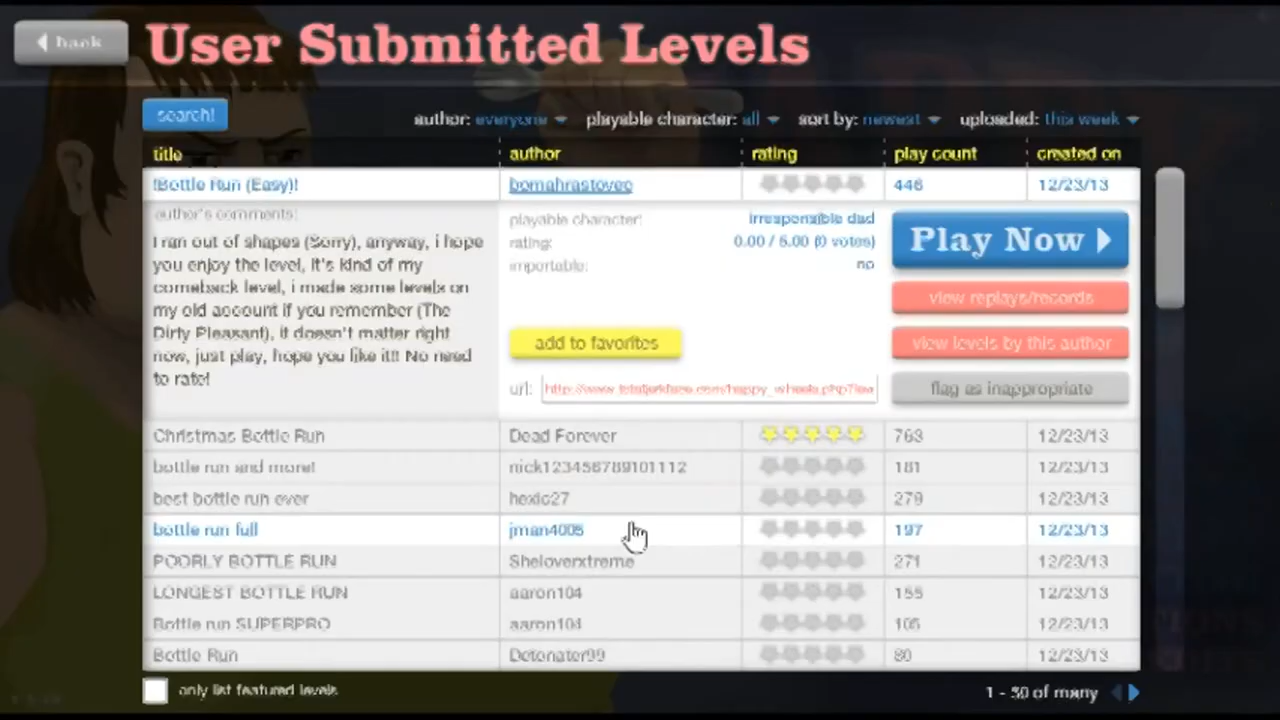 back
User Submitted Levels
search!
author: everyone playable character: all sort by: newest uploaded: this week
title author rating play count created on
!Bottle Run (Easy)! bomahrastovec 446 12/23/13
author's comments:
I ran out of shapes (Sorry), anyway, i hope
you enjoy the level, it's kind of my
comeback level, i made some levels on
my old account if you remember (The
Dirty Pleasant), it doesn't matter right
now, just play, hope you like it!! No need
to rate!
playable character: irresponsible dad
rating: 0.00 / 5.00 (0 votes)
importable: no
add to favorites
url: http://www.totaljerkface.com/happy_wheels.php?lev
Play Now
view replays/records
view levels by this author
flag as inappropriate
Christmas Bottle Run Dead Forever 763 12/23/13
bottle run and more! nick123456789101112 181 12/23/13
best bottle run ever hexic27 279 12/23/13
bottle run full jman4005 197 12/23/13
POORLY BOTTLE RUN Sheloverxtreme 271 12/23/13
LONGEST BOTTLE RUN aaron104 155 12/23/13
Bottle run SUPERPRO aaron104 105 12/23/13
Bottle Run Detonater99 80 12/23/13
only list featured levels
1 - 50 of many